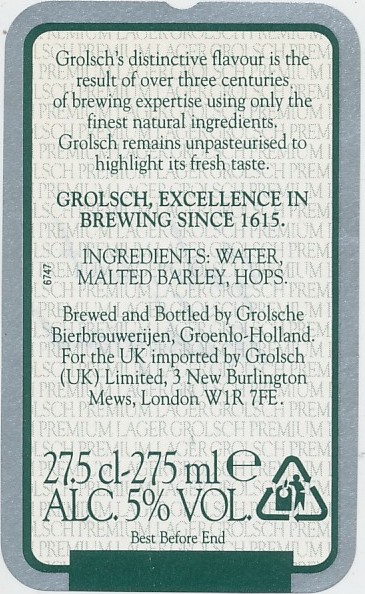 Grolsch's distinctive flavour is the
result of over three centuries
of brewing expertise using only the
finest natural ingredients.
Grolsch remains unpasteurised to
highlight its fresh taste.
GROLSCH, EXCELLENCE IN
BREWING SINCE 1615.
INGREDIENTS: WATER,
MALTED BARLEY, HOPS.
6747
Brewed and Bottled by Grolsche
Bierbrouwerijen, Groenlo-Holland.
For the UK imported by Grolsch
(UK) Limited, 3 New Burlington
Mews, London W1R 7FE.
27.5 cl-275 ml ℮
ALC. 5% VOL.
Best Before End